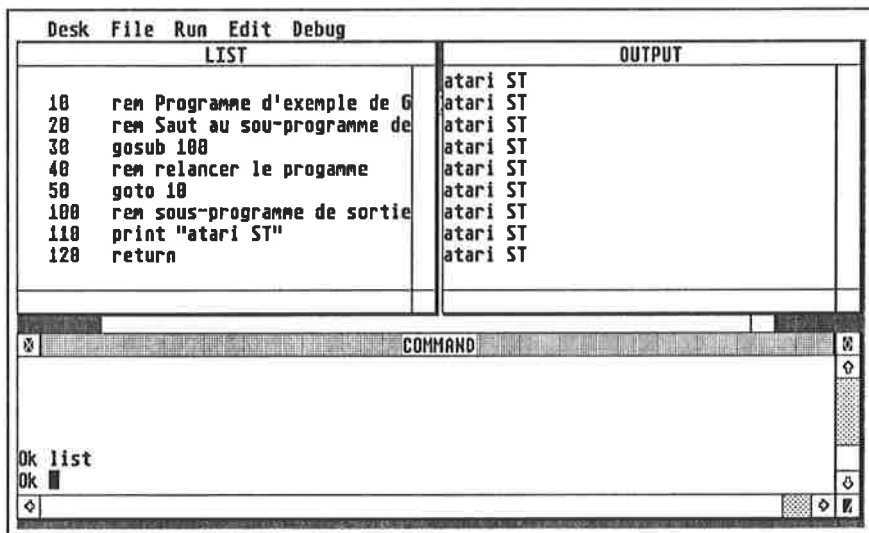 Desk File Run Edit Debug
LIST
10 rem Programme d'exemple de G
20 rem Saut au sou-programme de
30 gosub 100
40 rem relancer le progamme
50 goto 10
100 rem sous-programme de sortie
110 print "atari ST"
120 return
OUTPUT
atari ST
atari ST
atari ST
atari ST
atari ST
atari ST
atari ST
atari ST
atari ST
COMMAND
Ok list
Ok